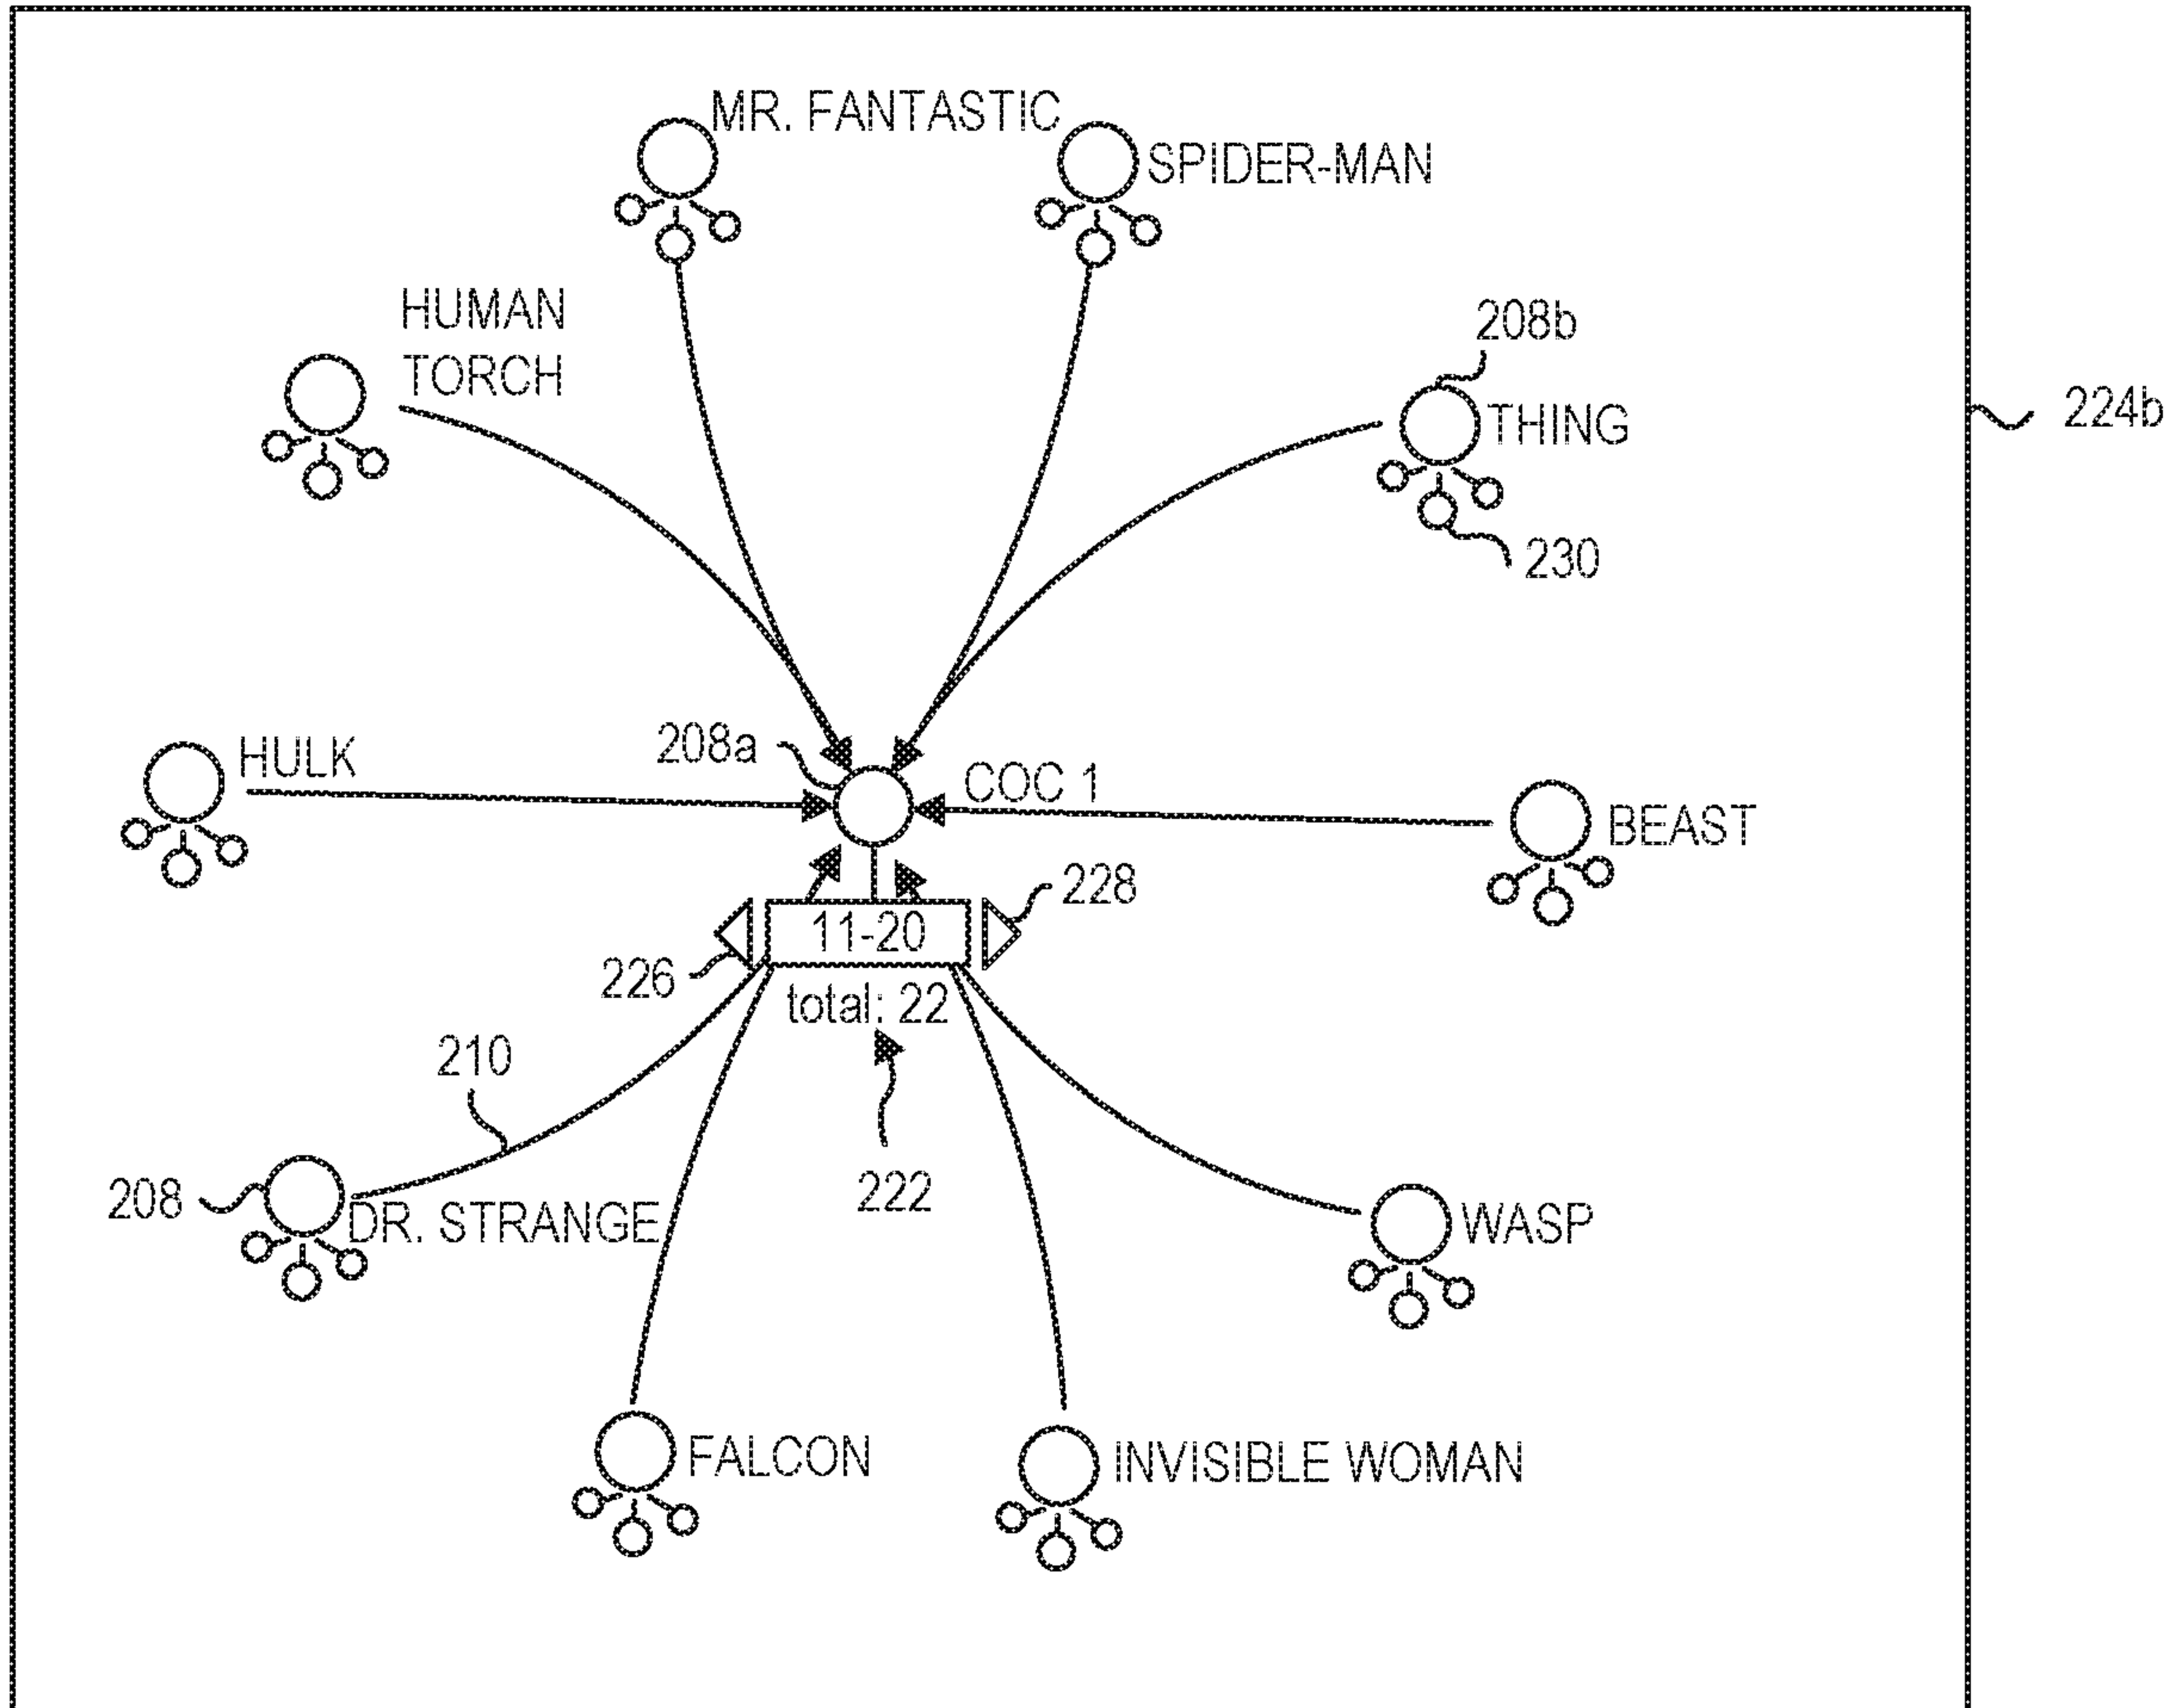 MR. FANTASTIC
SPIDER-MAN
HUMAN
TORCH
208b
THING
224b
230
208a
HULK
COC 1
BEAST
228
11-20
226
total: 22
210
222
208
DR. STRANGE
WASP
FALCON
INVISIBLE WOMAN